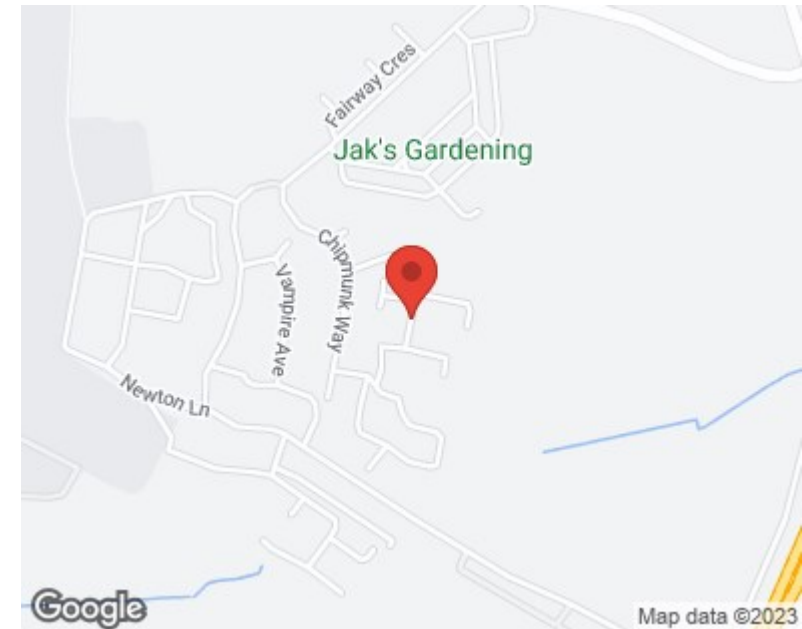 Fairway Cres
Jak's Gardening
Chipmunk Way
Vampire Ave
Newton Ln
Google
Map data ©2023